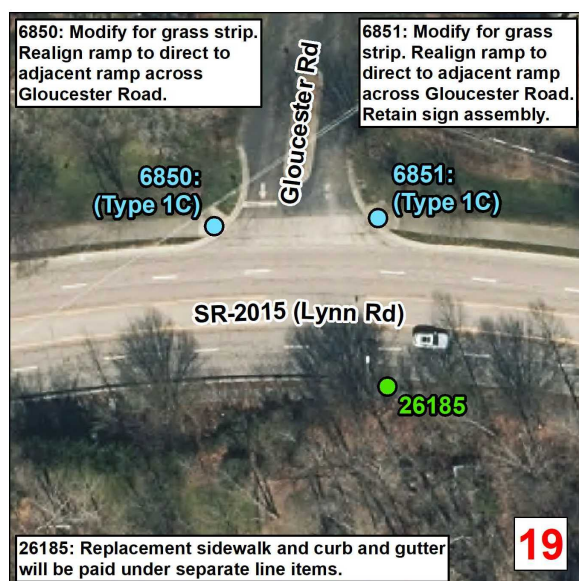 6850: Modify for grass strip.
Realign ramp to direct to
adjacent ramp across
Gloucester Road.
6851: Modify for grass
strip. Realign ramp to
direct to adjacent ramp
across Gloucester Road.
Retain sign assembly.
Gloucester Rd
6850:
(Type 1C)
6851:
(Type 1C)
SR-2015 (Lynn Rd)
26185
26185: Replacement sidewalk and curb and gutter
will be paid under separate line items.
19